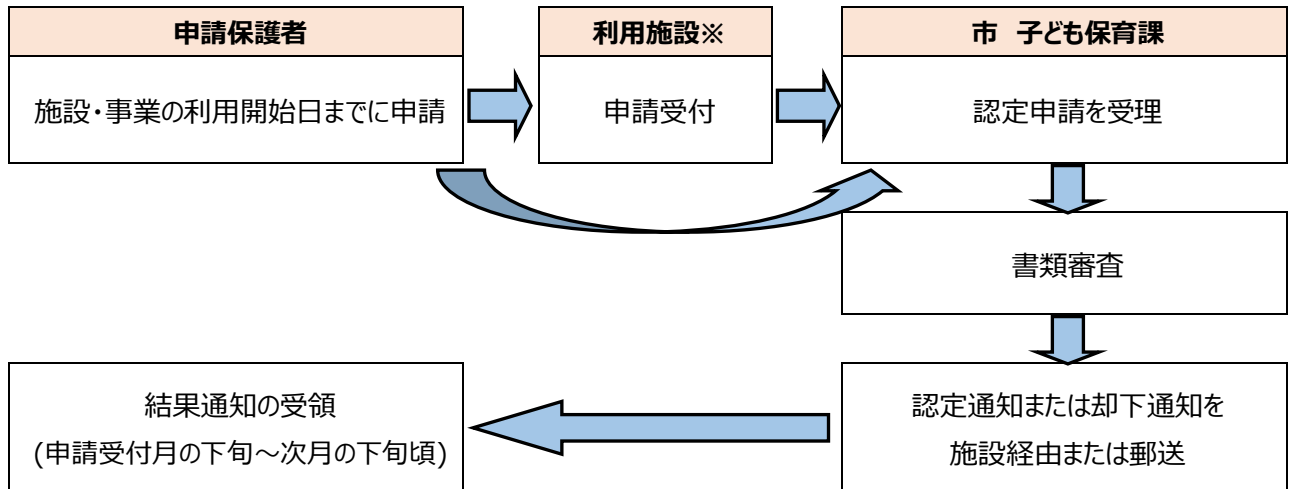 申請保護者
利用施設※
市 子ども保育課
施設・事業の利用開始日までに申請
申請受付
認定申請を受理
書類審査
結果通知の受領
(申請受付月の下旬～次月の下旬頃)
認定通知または却下通知を
施設経由または郵送